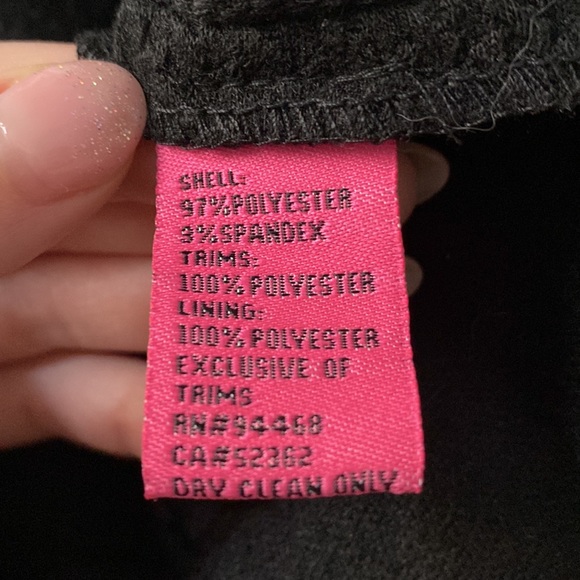 SHELL:
97%POLYESTER
3%SPANDEX
TRIMS:
100%POLYESTER
LINING:
100%POLYESTER
EXCLUSIVE OF
TRIMS
RN#94468
CA#52362
DRY CLEAN ONLY